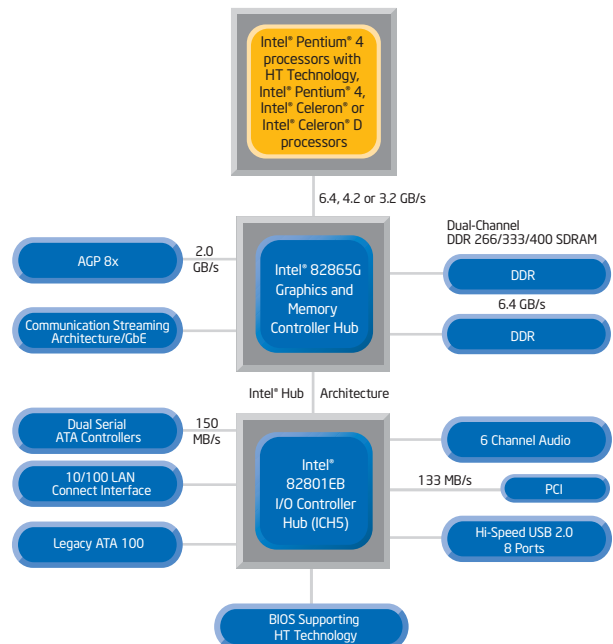 Intel® Pentium® 4
processors with
HT Technology,
Intel® Pentium® 4,
Intel® Celeron® or
Intel® Celeron® D
processors
6.4, 4.2 or 3.2 GB/s
Dual-Channel
DDR 266/333/400 SDRAM
AGP 8x
2.0
GB/s
Intel® 82865G
Graphics and
Memory
Controller Hub
DDR
6.4 GB/s
Communication Streaming
Architecture/GbE
DDR
Intel® Hub Architecture
Dual Serial
ATA Controllers
150
MB/s
6 Channel Audio
Intel®
82801EB
I/O Controller
Hub (ICH5)
10/100 LAN
Connect Interface
133 MB/s
PCI
Legacy ATA 100
Hi-Speed USB 2.0
8 Ports
BIOS Supporting
HT Technology